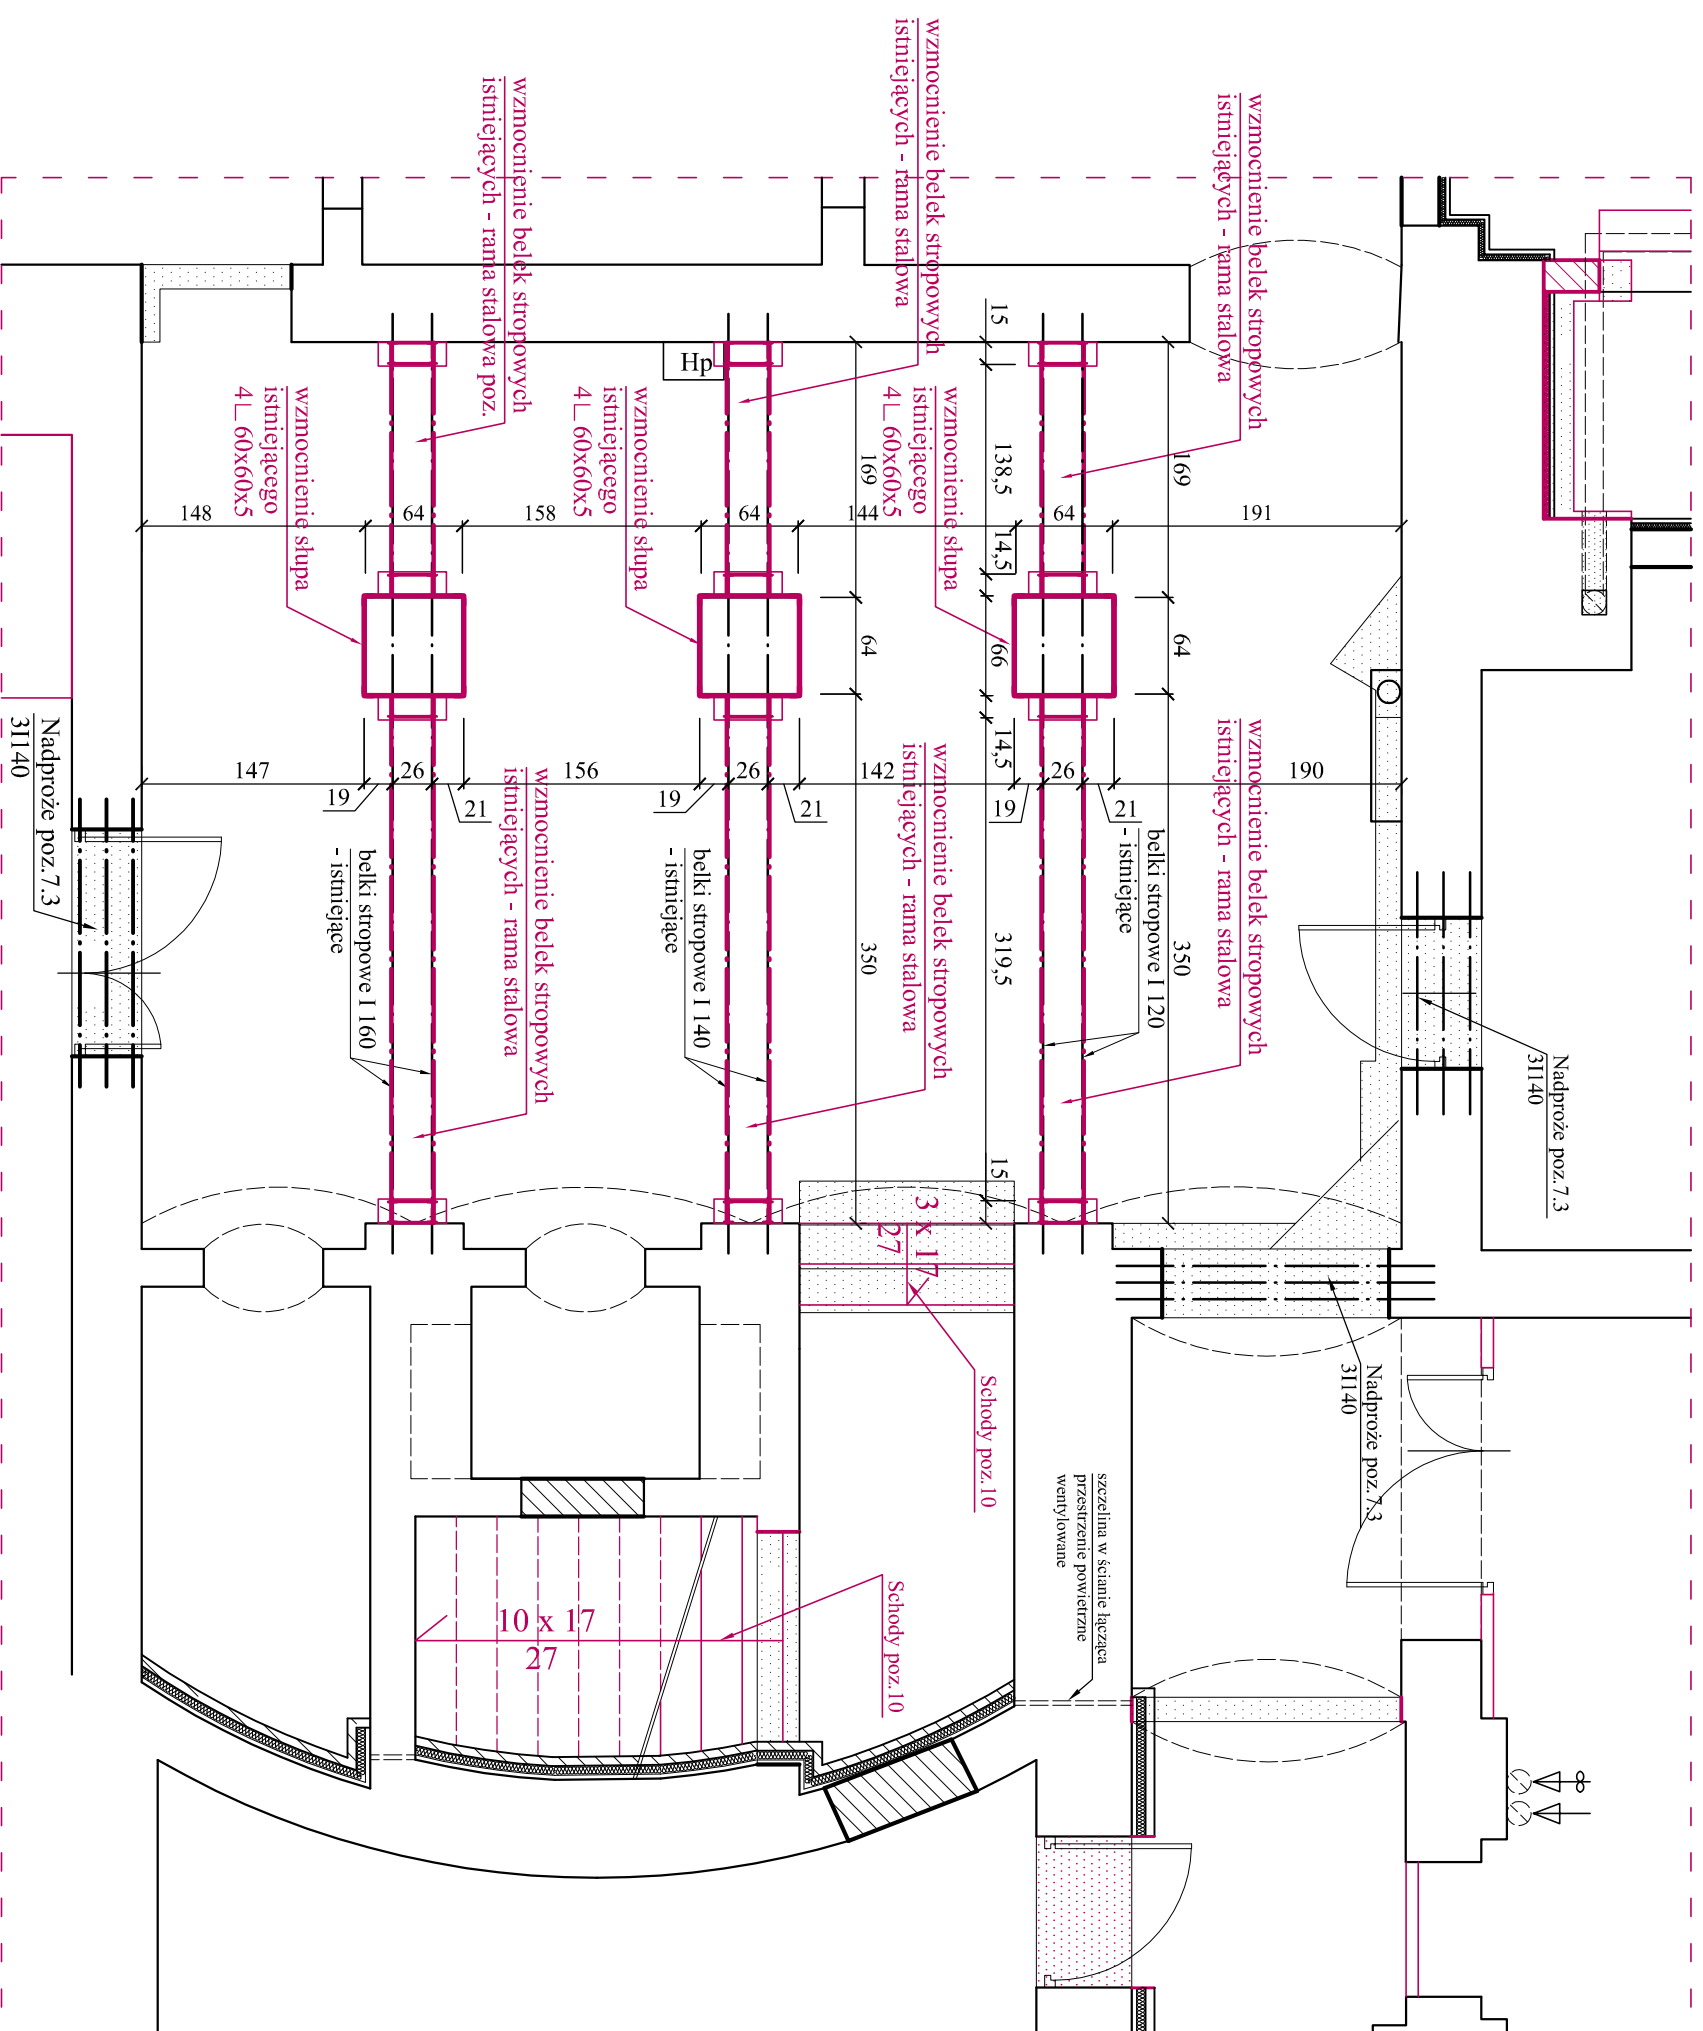 wzmocnienie belek stropowych
istniejących - rama stalowa poz.
wzmocnienie belek stropowych
istniejących - rama stalowa
wzmocnienie belek stropowych
istniejących - rama stalowa
15
Hp
wzmocnienie słupa
istniejącego
4∟ 60x60x5
wzmocnienie słupa
istniejącego
4∟ 60x60x5
wzmocnienie słupa
istniejącego
4∟ 60x60x5
169
138,5
169
148
64
158
64
144
64
191
14,5
64
66
64
14,5
Nadproże poz.7.3
3I140
147
26
156
26
142
26
190
19
21
19
21
19
21
wzmocnienie belek stropowych
istniejących - rama stalowa
wzmocnienie belek stropowych
istniejących - rama stalowa
wzmocnienie belek stropowych
istniejących - rama stalowa
belki stropowe I 160
- istniejące
belki stropowe I 140
- istniejące
belki stropowe I 120
- istniejące
350
319,5
350
Nadproże poz.7.3
3I140
15
3 x 17
27
Schody poz.10
Nadproże poz.7.3
3I140
szczelina w ścianie łącząca
przestrzenie powietrzne
wentylowane
10 x 17
27
Schody poz.10
8